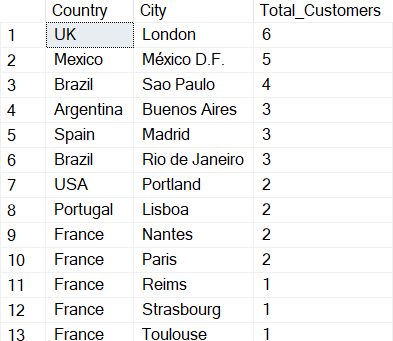 Country City Total_Customers
1 UK London 6
2 Mexico México D.F. 5
3 Brazil Sao Paulo 4
4 Argentina Buenos Aires 3
5 Spain Madrid 3
6 Brazil Rio de Janeiro 3
7 USA Portland 2
8 Portugal Lisboa 2
9 France Nantes 2
10 France Paris 2
11 France Reims 1
12 France Strasbourg 1
13 France Toulouse 1